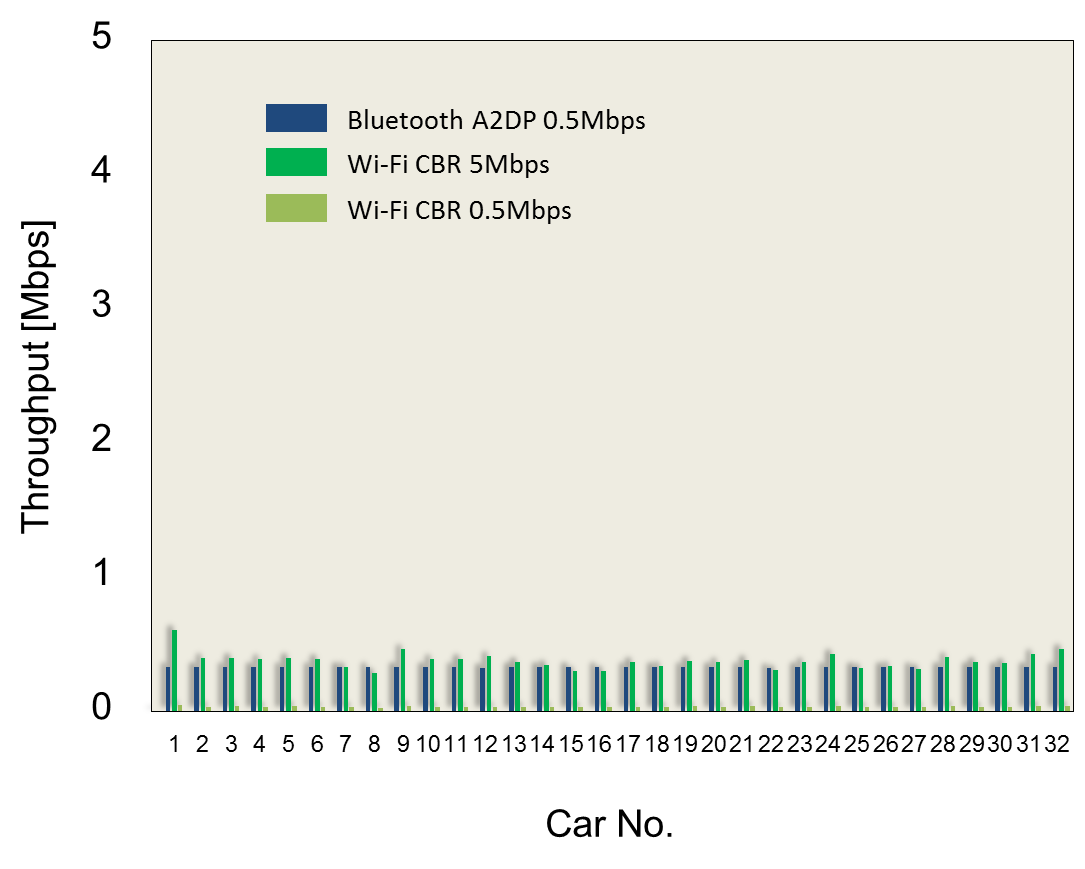 5
Bluetooth A2DP 0.5Mbps
4
Wi-Fi CBR 5Mbps
Wi-Fi CBR 0.5Mbps
Throughput [Mbps]
3
2
1
0
1 2 3 4 5 6 7 8 9 10 11 12 13 14 15 16 17 18 19 20 21 22 23 24 25 26 27 28 29 30 31 32
Car No.